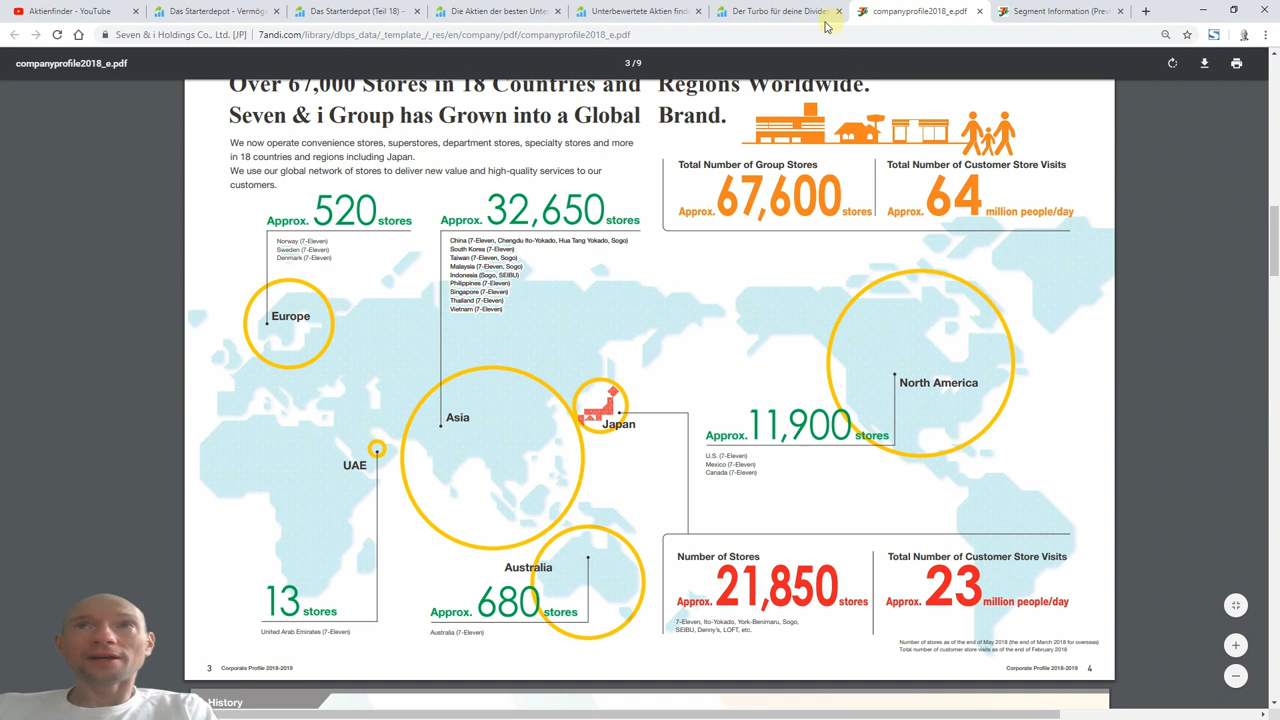 Aktienfinder - YouTube
Das Starterdepot - Vermög
Das Starterdepot (Teil 18) -
Die Aktien der besten Unte
Unterbewertete Aktien find
Der Turbo für deine Divide
companyprofile2018_e.pdf
Segment Information (Prev
i Holdings Co., Ltd. [JP] | 7andi.com/library/dbps_data/_template_/_res/en/company/pdf/companyprofile2018_e.pdf
companyprofile2018_e.pdf
3 / 9
Over 67,000 Stores in 18 Countries and Regions Worldwide.
Seven & i Group has Grown into a Global Brand.
We now operate convenience stores, superstores, department stores, specialty stores and more
in 18 countries and regions including Japan.
We use our global network of stores to deliver new value and high-quality services to our
customers.
Total Number of Group Stores
Approx. 67,600 stores
Total Number of Customer Store Visits
Approx. 64 million people/day
Approx. 520 stores
Norway (7-Eleven)
Sweden (7-Eleven)
Denmark (7-Eleven)
Europe
Approx. 32,650 stores
China (7-Eleven, Chengdu Ito-Yokado, Hua Tang Yokado, Sogo)
South Korea (7-Eleven)
Taiwan (7-Eleven, Sogo)
Malaysia (7-Eleven, Sogo)
Indonesia (Sogo, SEIBU)
Philippines (7-Eleven)
Singapore (7-Eleven)
Thailand (7-Eleven)
Vietnam (7-Eleven)
Asia
Japan
North America
Approx. 11,900 stores
U.S. (7-Eleven)
Mexico (7-Eleven)
Canada (7-Eleven)
UAE
13 stores
United Arab Emirates (7-Eleven)
Australia
Approx. 680 stores
Australia (7-Eleven)
Number of Stores
Approx. 21,850 stores
7-Eleven, Ito-Yokado, York-Benimaru, Sogo,
SEIBU, Denny's, LOFT, etc.
Total Number of Customer Store Visits
Approx. 23 million people/day
Number of stores as of the end of May 2018 (the end of March 2018 for overseas)
Total number of customer store visits as of the end of February 2018
3 Corporate Profile 2018-2019
Corporate Profile 2018-2019 4
History